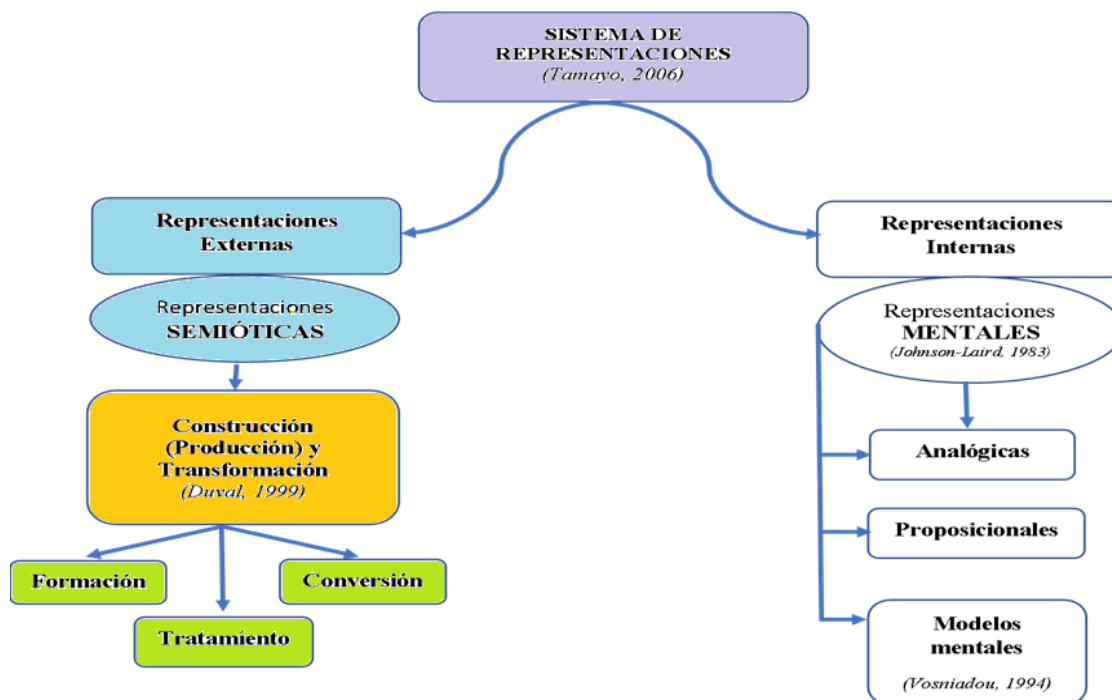 SISTEMA DE
REPRESENTACIONES
(Tamayo, 2006)
Representaciones
Externas
Representaciones
SEMIÓTICAS
Construcción
(Producción) y
Transformación
(Duval, 1999)
Formación
Tratamiento
Conversión
Representaciones
Internas
Representaciones
MENTALES
(Johnson-Laird, 1983)
Analógicas
Proposicionales
Modelos
mentales
(Vosniadou, 1994)